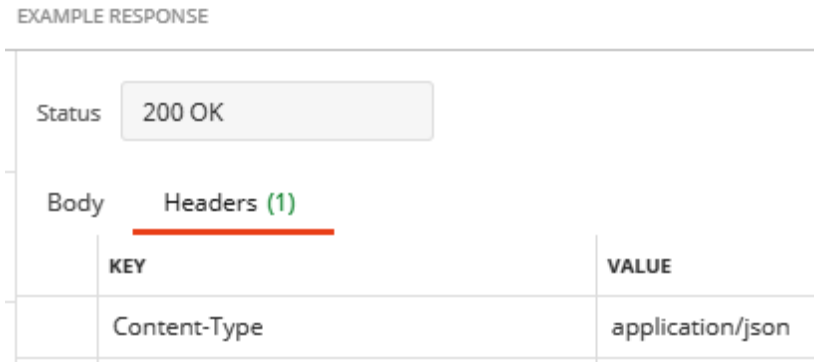 EXAMPLE RESPONSE
Status 200 OK
Body Headers (1)
KEY VALUE
Content-Type application/json